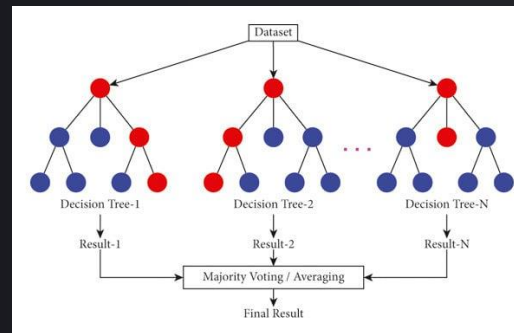 Dataset
Decision Tree-1
Decision Tree-2
Decision Tree-N
Result-1
Result-2
Result-N
Majority Voting / Averaging
Final Result